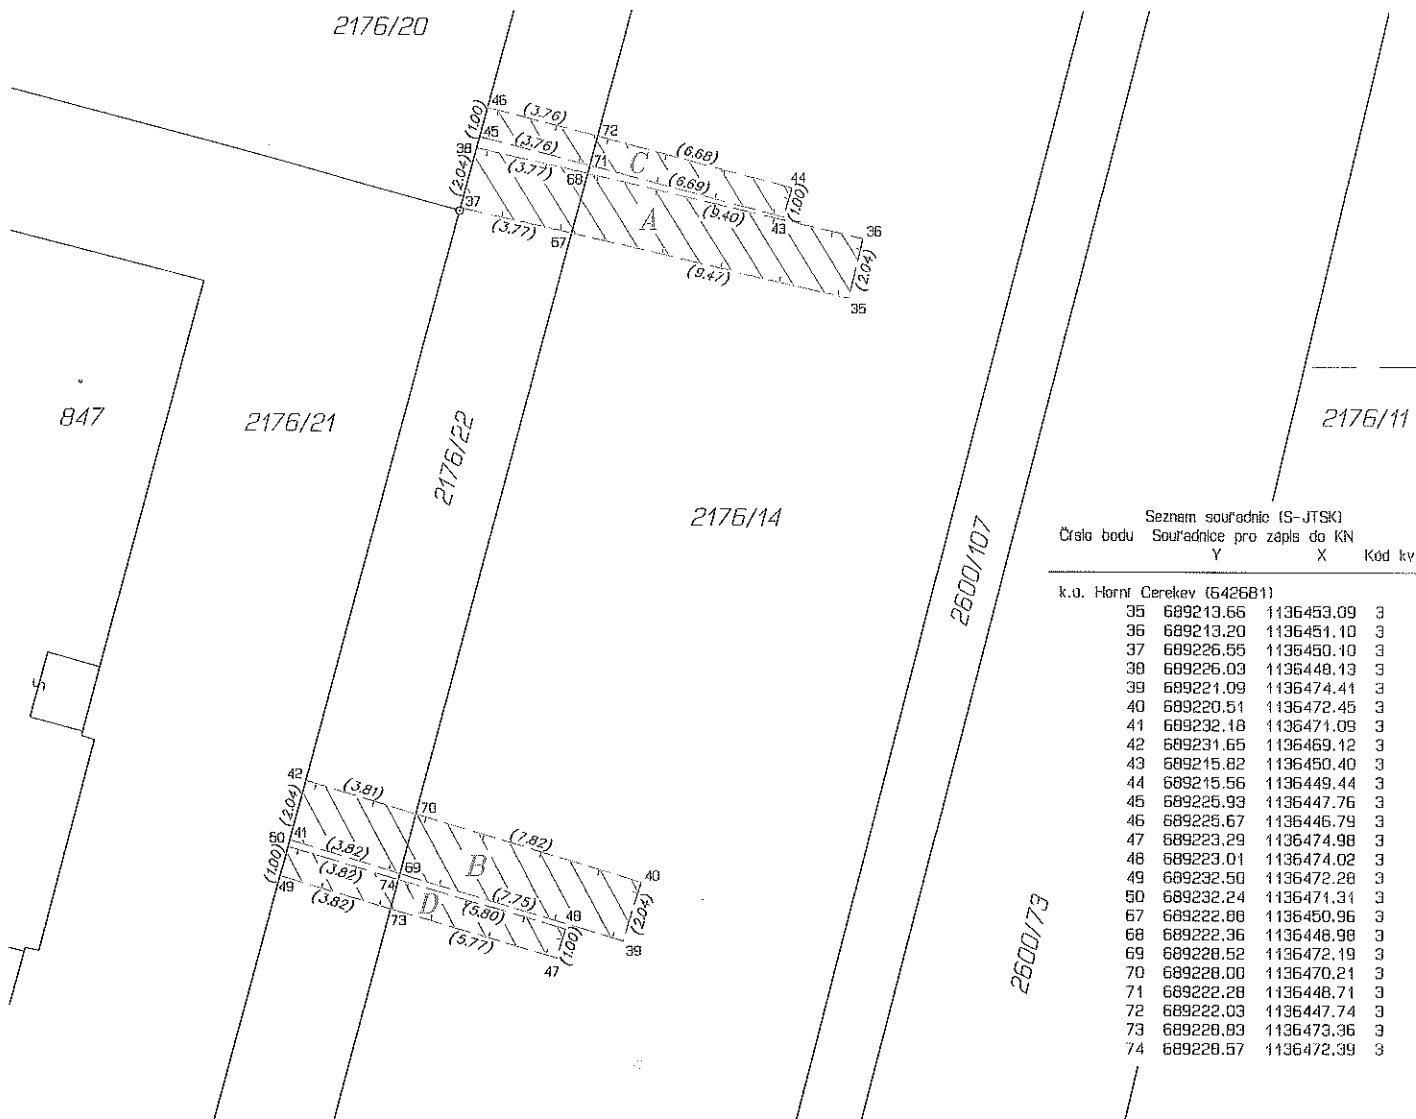 2176/20
46
(3.76)
72
(1.00)
45
(3.76)
71
C
(6.68)
44
38
(3.77)
68
(6.69)
(1.00)
(2.04)
37
A
(9.40)
43
36
(3.77)
67
(9.47)
(2.04)
35
847
2176/21
2176/22
2176/14
2600/107
2176/11
Seznam souřadnic (S-JTSK)
Číslo bodu Souřadnice pro zápis do KN
Y X Kód kv
k.ú. Horní Cerekev (642681)
35 689213.66 1136453.09 3
36 689213.20 1136451.10 3
37 689226.55 1136450.10 3
38 689226.03 1136448.13 3
39 689221.09 1136474.41 3
40 689220.51 1136472.45 3
41 689232.18 1136471.09 3
42 689231.65 1136469.12 3
43 689215.82 1136450.40 3
44 689215.56 1136449.44 3
45 689225.93 1136447.76 3
46 689225.67 1136446.79 3
47 689223.29 1136474.98 3
48 689223.01 1136474.02 3
49 689232.50 1136472.28 3
50 689232.24 1136471.31 3
67 689222.88 1136450.96 3
68 689222.36 1136448.98 3
69 689228.52 1136472.19 3
70 689228.00 1136470.21 3
71 689222.28 1136448.71 3
72 689222.03 1136447.74 3
73 689228.83 1136473.36 3
74 689228.57 1136472.39 3
42
(3.81)
70
(2.04)
(7.82)
50
41
(3.82)
69
B
40
(1.00)
(3.82)
74
(7.75)
(2.04)
49
D
(5.80)
48
(3.82)
73
(5.77)
(1.00)
39
47
2600/73